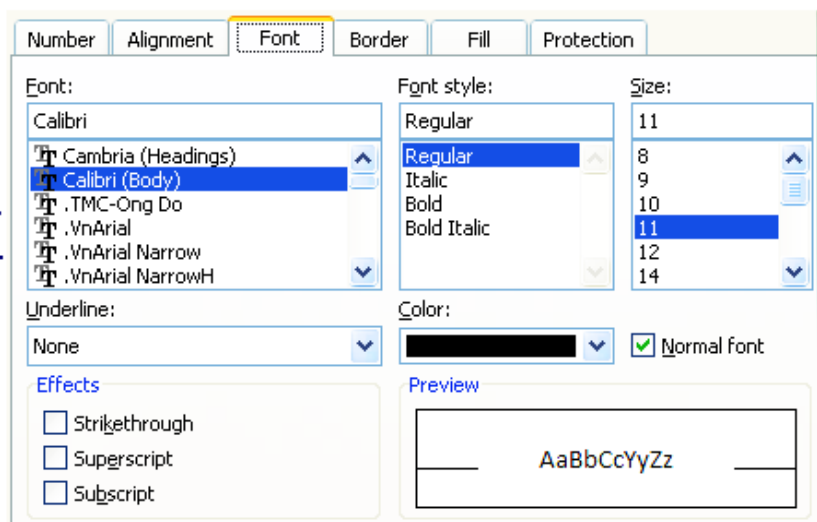 Number Alignment Font Border Fill Protection
Font: Font style: Size:
Calibri Regular 11
Cambria (Headings) Regular 8
Calibri (Body) Italic 9
.TMC-Ong Do Bold 10
.VnArial Bold Italic 11
.VnArial Narrow 12
.VnArial NarrowH 14
Underline: Color:
None Normal font
Effects Preview
Strikethrough
Superscript AaBbCcYyZz
Subscript